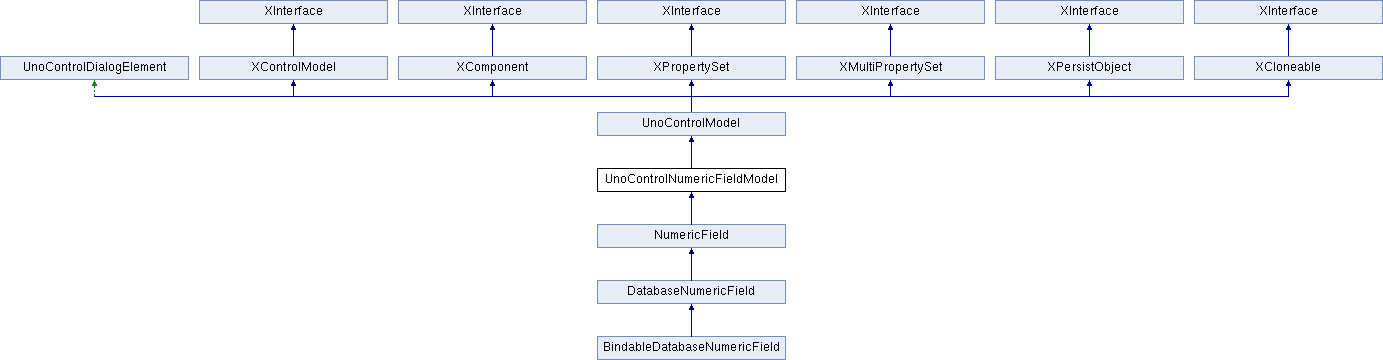 XInterface XInterface XInterface XInterface XInterface XInterface
UnoControlDialogElement XControlModel XComponent XPropertySet XMultiPropertySet XPersistObject XCloneable
UnoControlModel
UnoControlNumericFieldModel
NumericField
DatabaseNumericField
BindableDatabaseNumericField